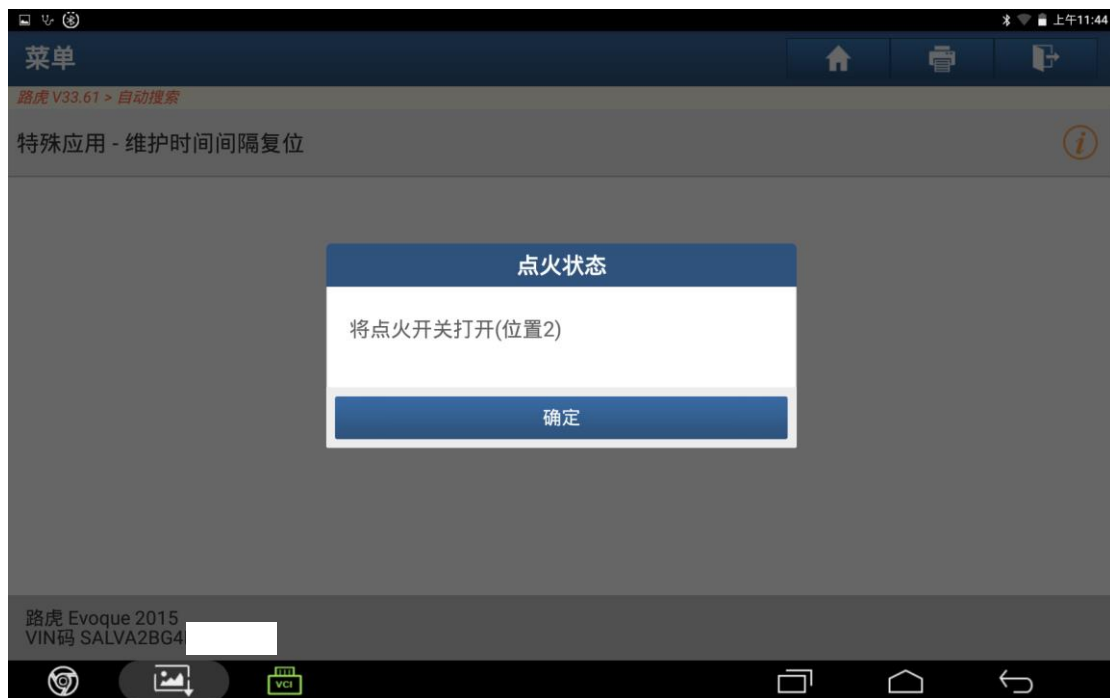 上午11:44
菜单
路虎 V33.61 > 自动搜索
特殊应用 - 维护时间间隔复位
i
点火状态
将点火开关打开(位置2)
确定
路虎 Evoque 2015
VIN码 SALVA2BG4
VCI